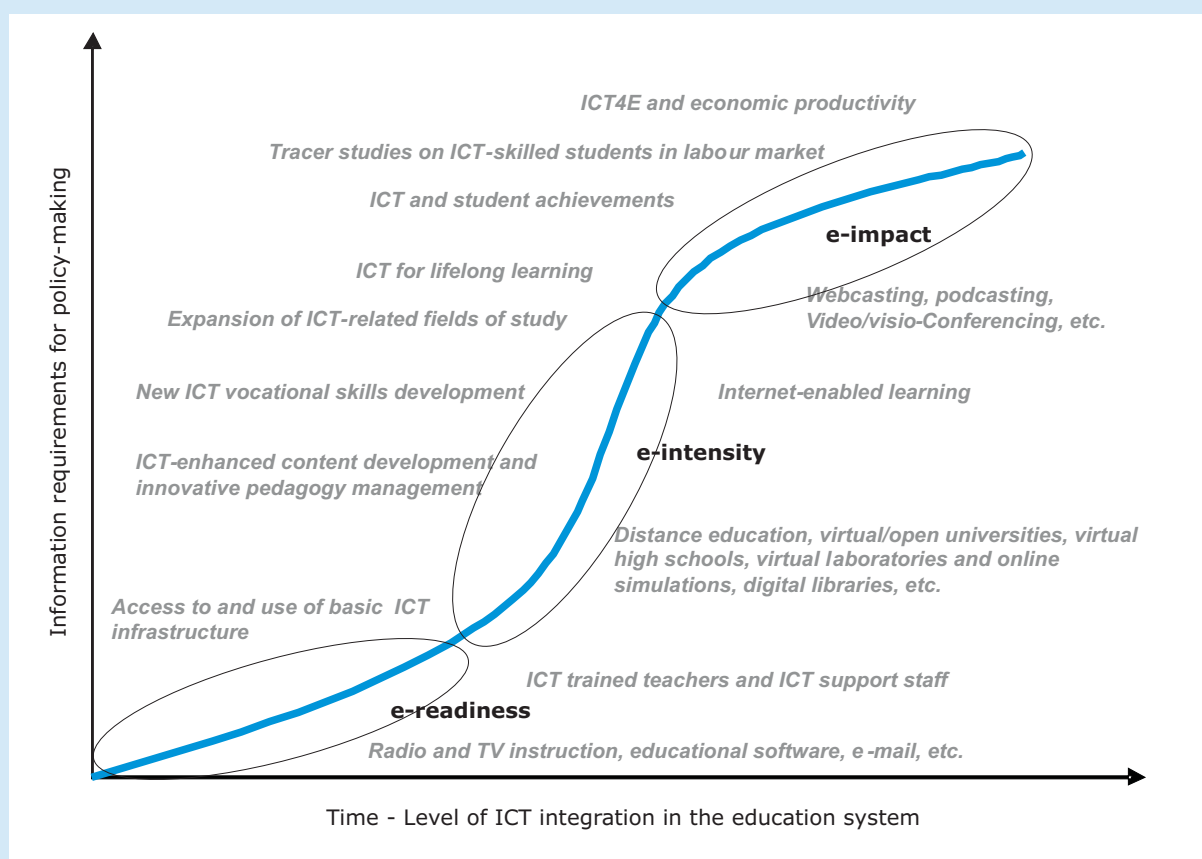 ICT4E and economic productivity
Tracer studies on ICT-skilled students in labour market
ICT and student achievements
e-impact
ICT for lifelong learning
Webcasting, podcasting,
Video/visio-Conferencing, etc.
Expansion of ICT-related fields of study
New ICT vocational skills development
Internet-enabled learning
e-intensity
ICT-enhanced content development and
innovative pedagogy management
Distance education, virtual/open universities, virtual
high schools, virtual laboratories and online
simulations, digital libraries, etc.
Access to and use of basic ICT
infrastructure
ICT trained teachers and ICT support staff
e-readiness
Radio and TV instruction, educational software, e-mail, etc.
Information requirements for policy-making
Time - Level of ICT integration in the education system